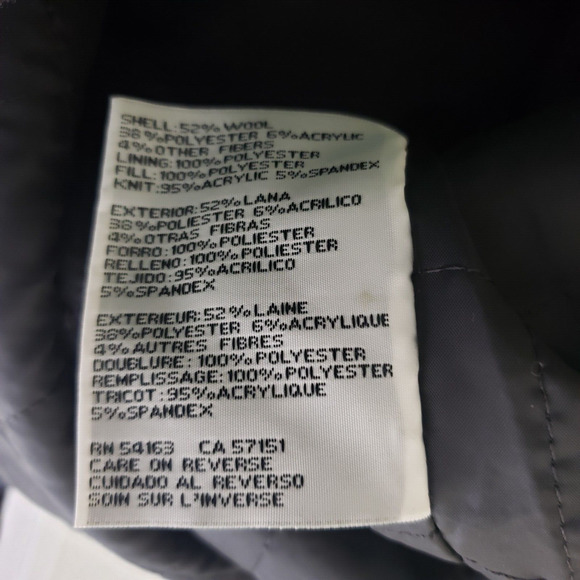 SHELL:52% WOOL
38%POLYESTER 6%ACRYLIC
4%OTHER FIBERS
LINING:100%POLYESTER
FILL:100%POLYESTER
KNIT:95%ACRYLIC 5%SPANDEX
EXTERIOR:52%LANA
38%POLIESTER 6%ACRILICO
4%OTRAS FIBRAS
FORRO:100%POLIESTER
RELLENO:100%POLIESTER
TEJIDO:95%ACRILICO
5%SPANDEX
EXTERIEUR:52%LAINE
38%POLYESTER 6%ACRYLIQUE
4%AUTRES FIBRES
DOUBLURE:100%POLYESTER
REMPLISSAGE:100%POLYESTER
TRICOT:95%ACRYLIQUE
5%SPANDEX
RN 54163 CA 57151
CARE ON REVERSE
CUIDADO AL REVERSO
SOIN SUR L'INVERSE